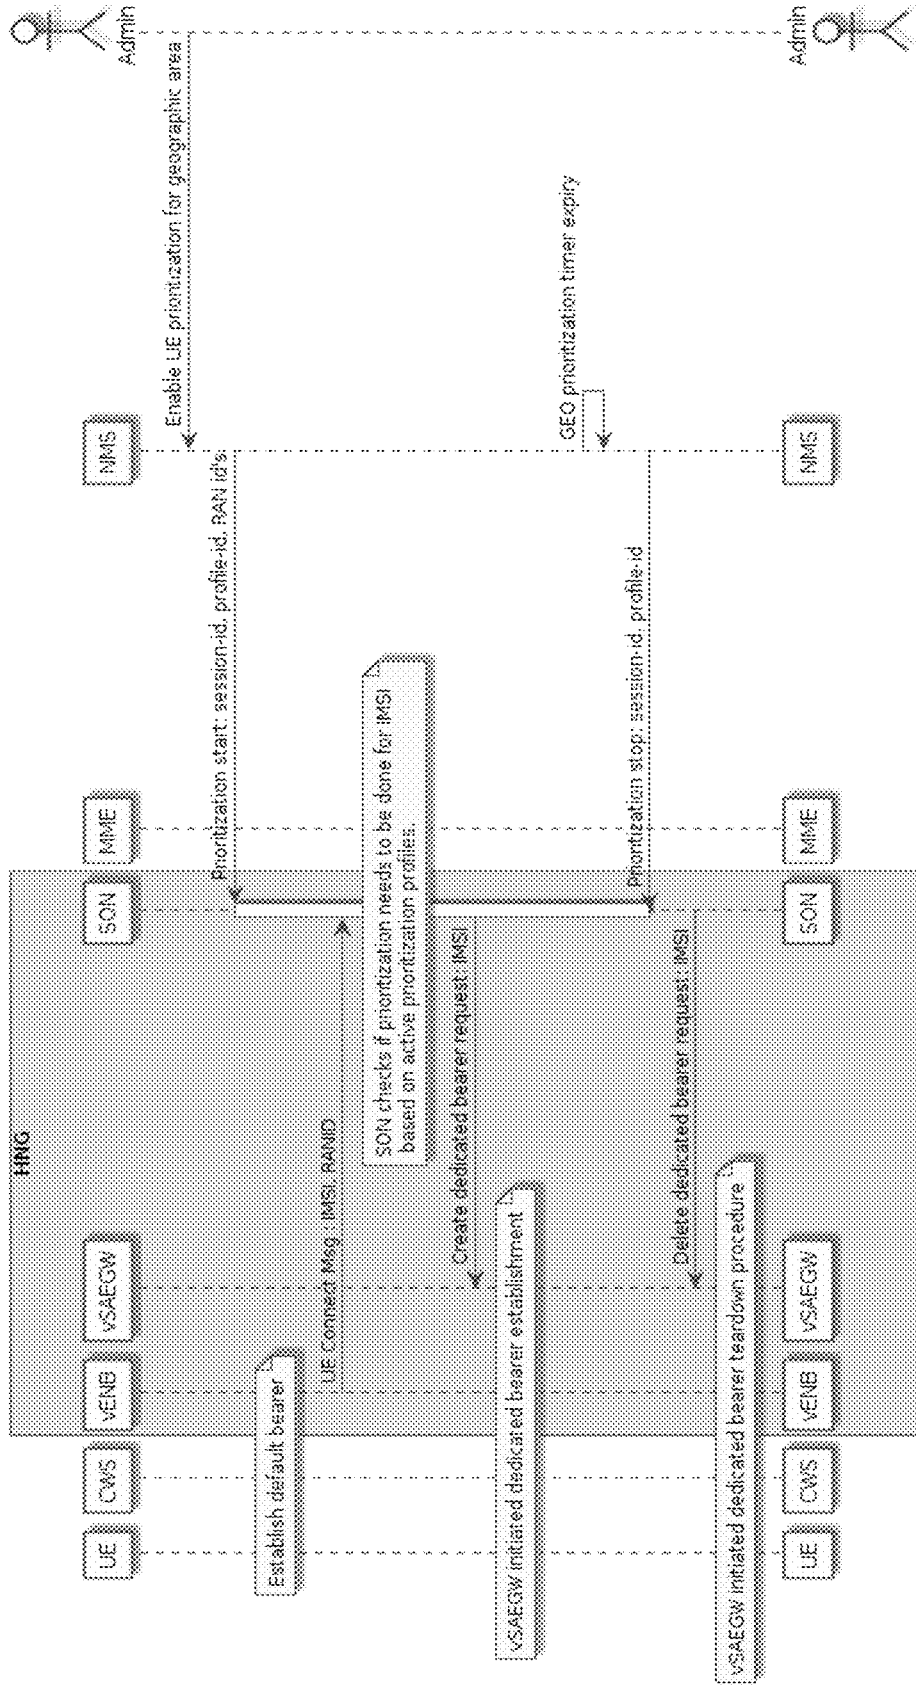 HNG
UE
CWS
vENB
vSAEGW
SON
MME
NMS
Admin
Enable UE prioritization for geographic area
Prioritization start: session-id, profile-id, RAN id's
Establish default bearer
UE Connect Msg : IMSI, RANID
SON checks if prioritization needs to be done for IMSI
based on active prioritization profiles.
Create dedicated bearer request: IMSI
vSAEGW initiated dedicated bearer establishment
GEO prioritization timer expiry
Prioritization stop: session-id, profile-id
Delete dedicated bearer request: IMSI
vSAEGW initiated dedicated bearer teardown procedure
UE
CWS
vENB
vSAEGW
SON
MME
NMS
Admin